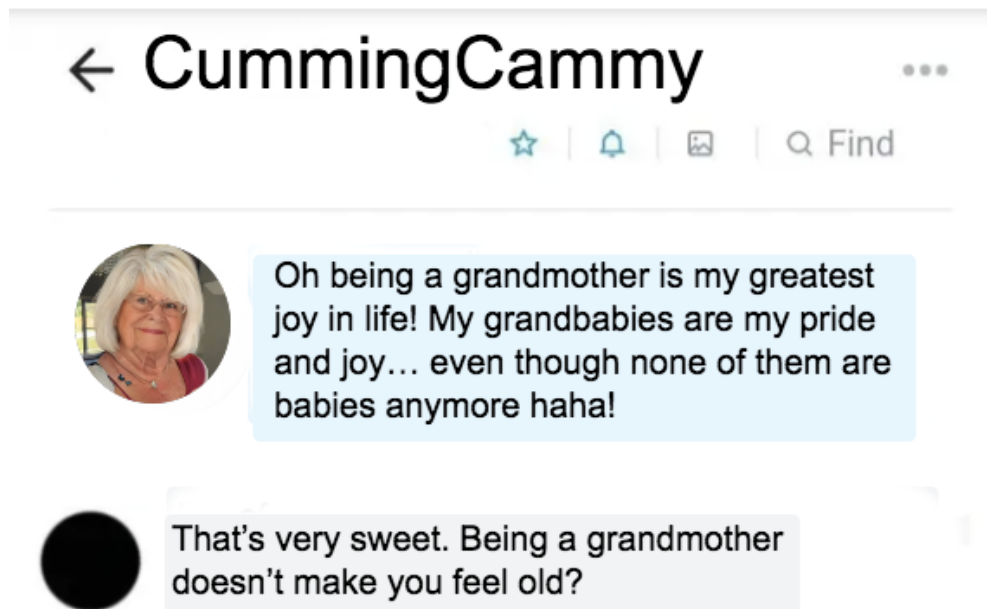 CummingCammy
Find
Oh being a grandmother is my greatest
joy in life! My grandbabies are my pride
and joy... even though none of them are
babies anymore haha!
That's very sweet. Being a grandmother
doesn't make you feel old?